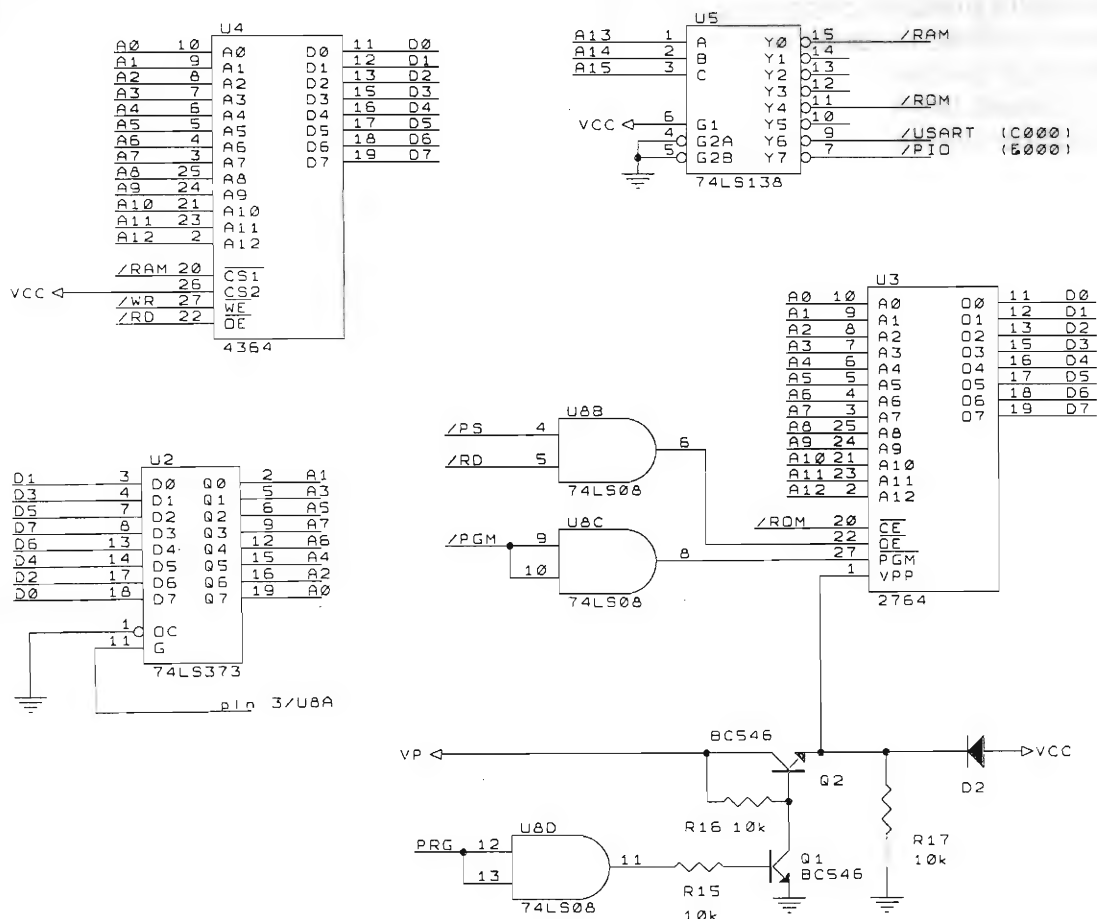 U4
A0 10 A0 D0 11 D0
A1 9 A1 D1 12 D1
A2 8 A2 D2 13 D2
A3 7 A3 D3 15 D3
A4 6 A4 D4 16 D4
A5 5 A5 D5 17 D5
A6 4 A6 D6 18 D6
A7 3 A7 D7 19 D7
A8 25 A8
A9 24 A9
A10 21 A10
A11 23 A11
A12 2 A12
/RAM 20 CS1
VCC 26 CS2
/WR 27 WE
/RD 22 OE
4364
U5
A13 1 A Y0 15 /RAM
A14 2 B Y1 14
A15 3 C Y2 13
Y3 12
Y4 11 /ROM
VCC 6 G1 Y5 10
4 G2A Y6 9 /USART (C000)
5 G2B Y7 7 /PIO (E000)
74LS138
U3
A0 10 A0 O0 11 D0
A1 9 A1 O1 12 D1
A2 8 A2 O2 13 D2
A3 7 A3 O3 15 D3
A4 6 A4 O4 16 D4
A5 5 A5 O5 17 D5
A6 4 A6 O6 18 D6
A7 3 A7 O7 19 D7
A8 25 A8
A9 24 A9
A10 21 A10
A11 23 A11
A12 2 A12
/ROM 20 CE
22 OE
27 PGM
1 VPP
2764
U8B
/PS 4
6
/RD 5
74LS08
U8C
/PGM 9
8
10
74LS08
U2
D1 3 D0 Q0 2 A1
D3 4 D1 Q1 5 A3
D5 7 D2 Q2 6 A5
D7 8 D3 Q3 9 A7
D6 13 D4 Q4 12 A6
D4 14 D5 Q5 15 A4
D2 17 D6 Q6 16 A2
D0 18 D7 Q7 19 A0
1 OC
11 G
74LS373
pin 3/U8A
VP
BC546
Q2
VCC
D2
R16 10k
R17
10k
U8D
PRG 12
11
13
74LS08
R15
10k
Q1
BC546